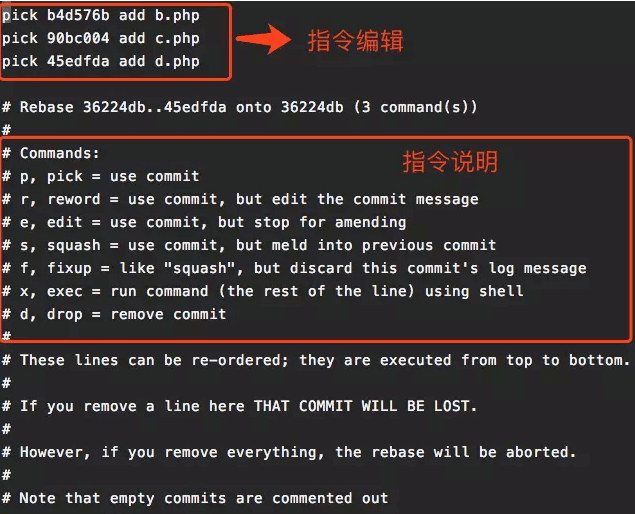 pick b4d576b add b.php
pick 90bc004 add c.php
pick 45edfda add d.php
指令编辑
# Rebase 36224db..45edfda onto 36224db (3 command(s))
#
# Commands:
指令说明
# p, pick = use commit
# r, reword = use commit, but edit the commit message
# e, edit = use commit, but stop for amending
# s, squash = use commit, but meld into previous commit
# f, fixup = like "squash", but discard this commit's log message
# x, exec = run command (the rest of the line) using shell
# d, drop = remove commit
#
# These lines can be re-ordered; they are executed from top to bottom.
#
# If you remove a line here THAT COMMIT WILL BE LOST.
#
# However, if you remove everything, the rebase will be aborted.
#
# Note that empty commits are commented out